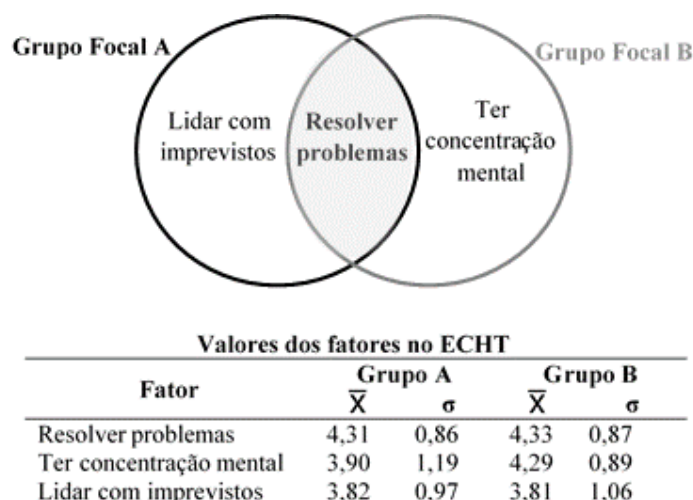 Grupo Focal A
Grupo Focal B
Lidar com
imprevistos
Resolver
problemas
Ter
concentração
mental
Valores dos fatores no ECHT
Fator Grupo A Grupo B
X̅ σ X̅ σ
Resolver problemas 4,31 0,86 4,33 0,87
Ter concentração mental 3,90 1,19 4,29 0,89
Lidar com imprevistos 3,82 0,97 3,81 1,06